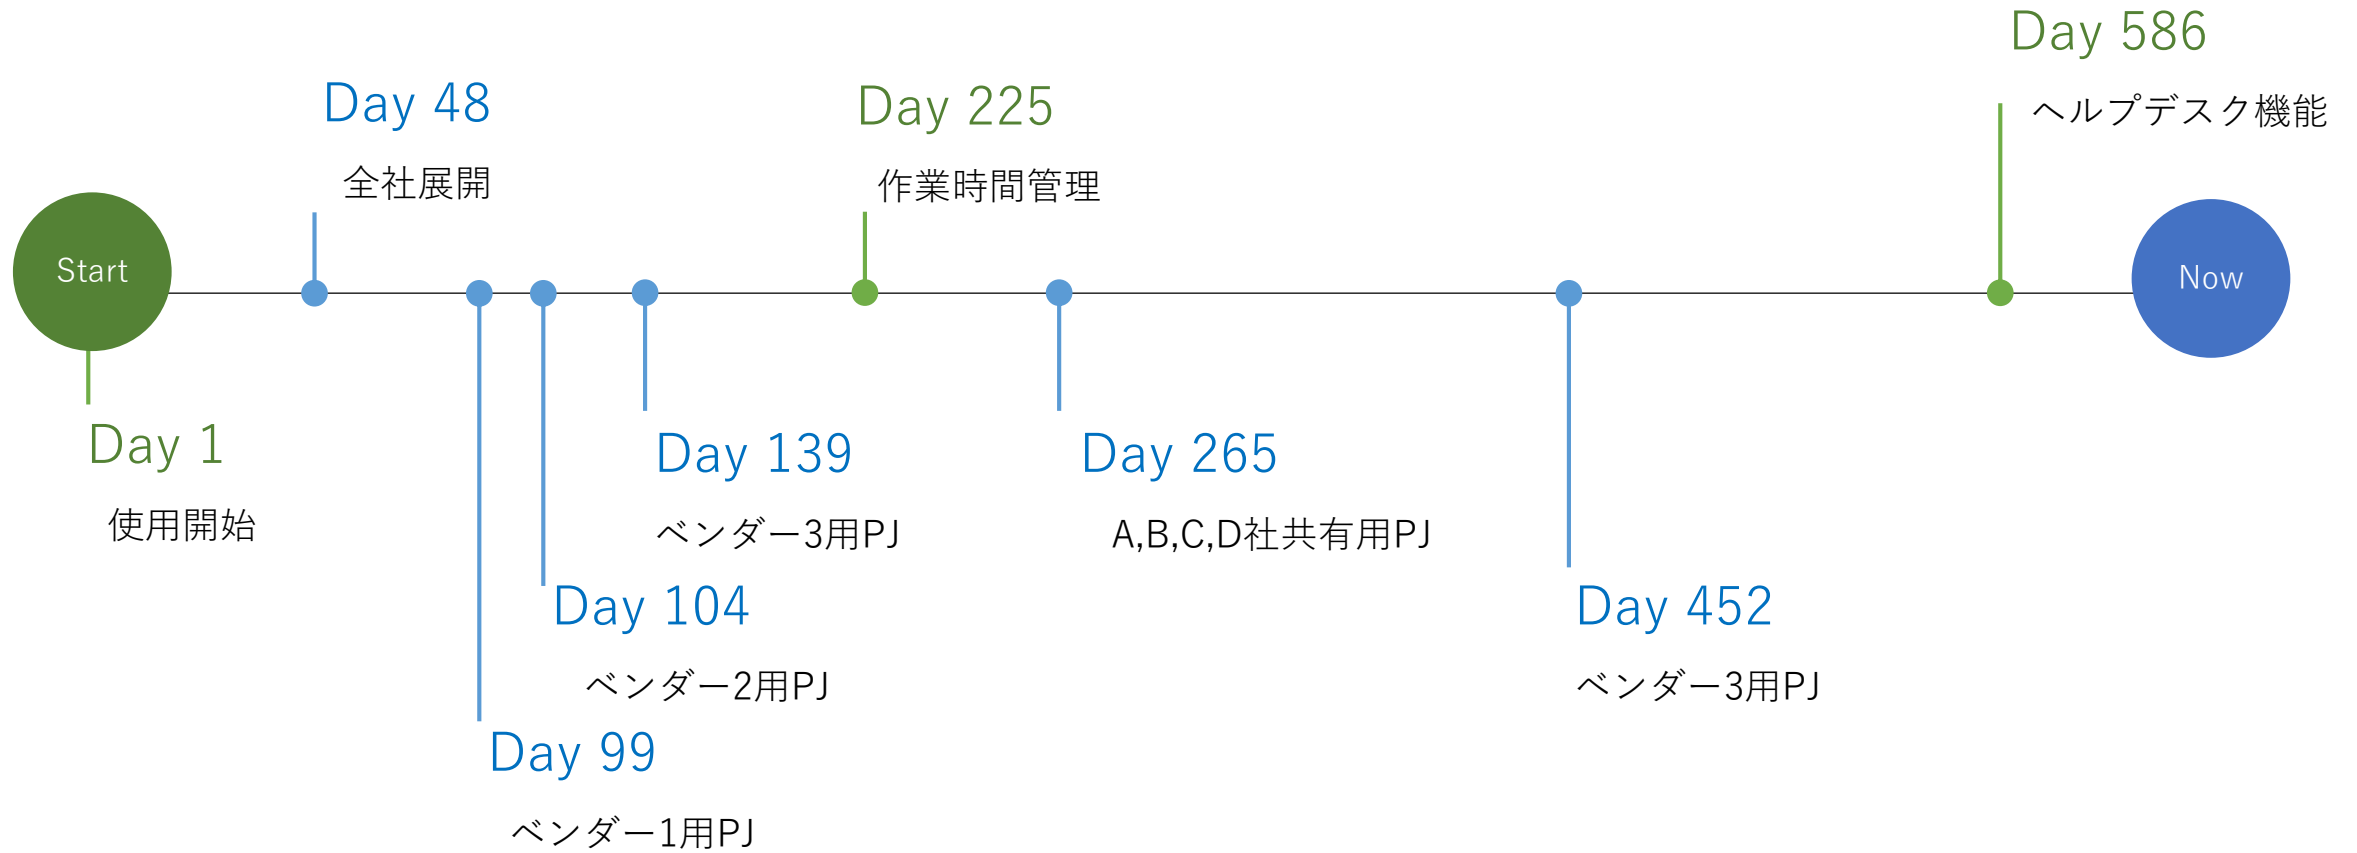 Day 586
ヘルプデスク機能
Day 48
全社展開
Day 225
作業時間管理
Start
Now
Day 1
使用開始
Day 139
ベンダー3用PJ
Day 265
A,B,C,D社共有用PJ
Day 104
ベンダー2用PJ
Day 452
ベンダー3用PJ
Day 99
ベンダー1用PJ